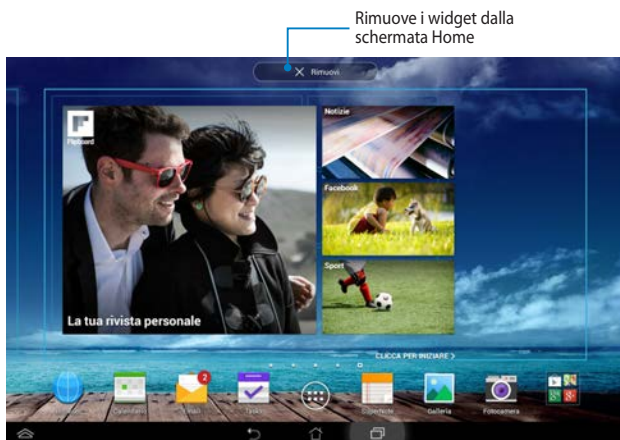 Rimuove i widget dalla
schermata Home
Rimuovi
Flipboard
Notizie
Facebook
Sport
La tua rivista personale
CLICCA PER INIZIARE >
2
Calendario
Email
Tasks
SuperNote
Galleria
Fotocamera